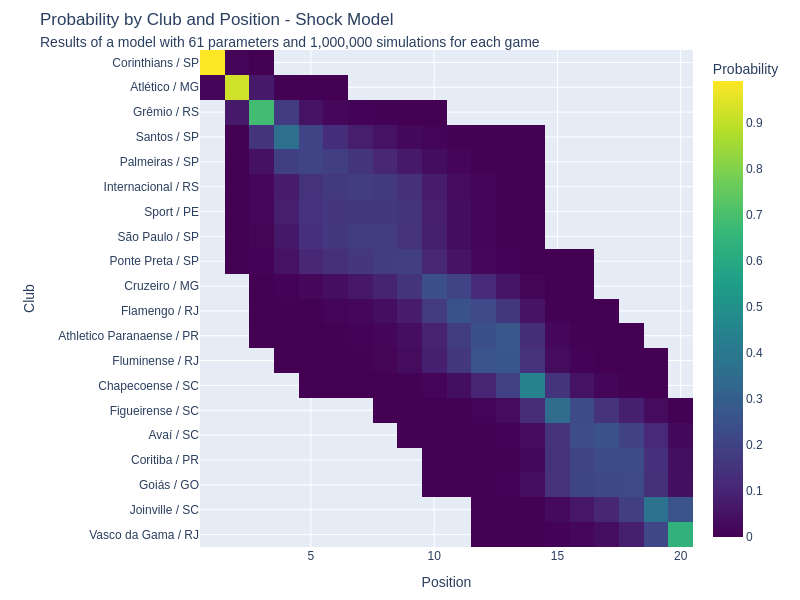 Probability by Club and Position - Shock Model
Results of a model with 61 parameters and 1,000,000 simulations for each game
Probability
Corinthians / SP
Atlético / MG
Grêmio / RS
Santos / SP
Palmeiras / SP
Internacional / RS
Sport / PE
São Paulo / SP
Ponte Preta / SP
Cruzeiro / MG
Flamengo / RJ
Athletico Paranaense / PR
Fluminense / RJ
Chapecoense / SC
Figueirense / SC
Avaí / SC
Coritiba / PR
Goiás / GO
Joinville / SC
Vasco da Gama / RJ
Club
5 10 15 20
Position
0.9
0.8
0.7
0.6
0.5
0.4
0.3
0.2
0.1
0